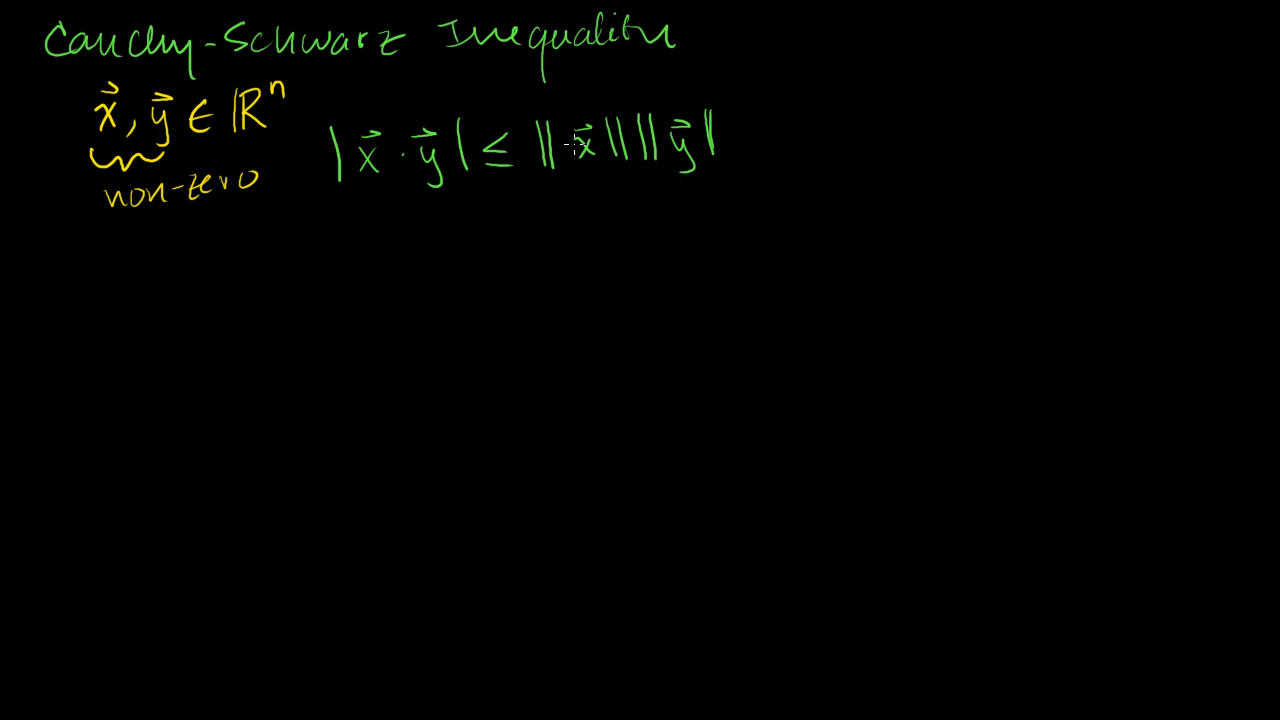 Cauchy-Schwarz Inequality
x⃗, y⃗ ∈ ℝⁿ
non-zero
|x⃗ · y⃗| ≤ ||x⃗|| ||y⃗||